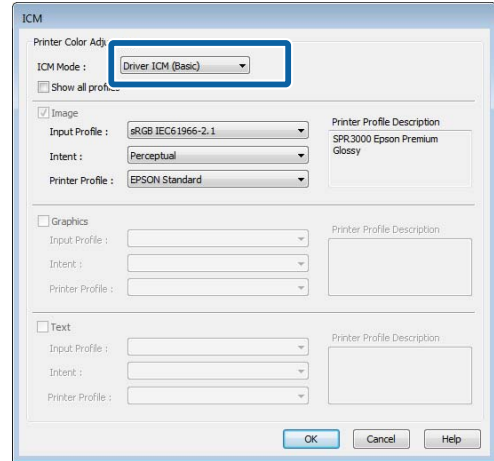 ICM
Printer Color Adju
ICM Mode :
Driver ICM (Basic)
Show all profiles
Image
Input Profile :
sRGB IEC61966-2.1
Intent :
Perceptual
Printer Profile :
EPSON Standard
Printer Profile Description
SPR3000 Epson Premium
Glossy
Graphics
Input Profile :
Intent :
Printer Profile :
Printer Profile Description
Text
Input Profile :
Intent :
Printer Profile :
Printer Profile Description
OK
Cancel
Help